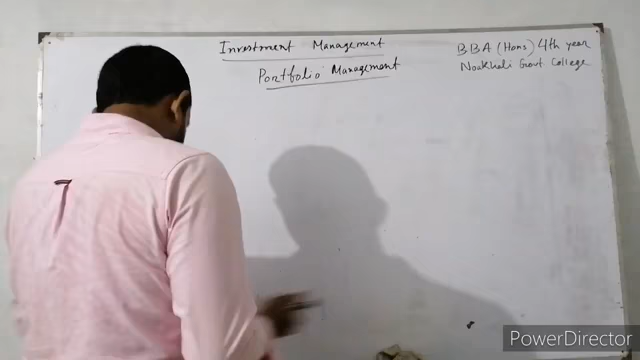 Investment Management
Portfolio Management
BBA (Hons) 4th year
Noakhali Govt College
PowerDirector